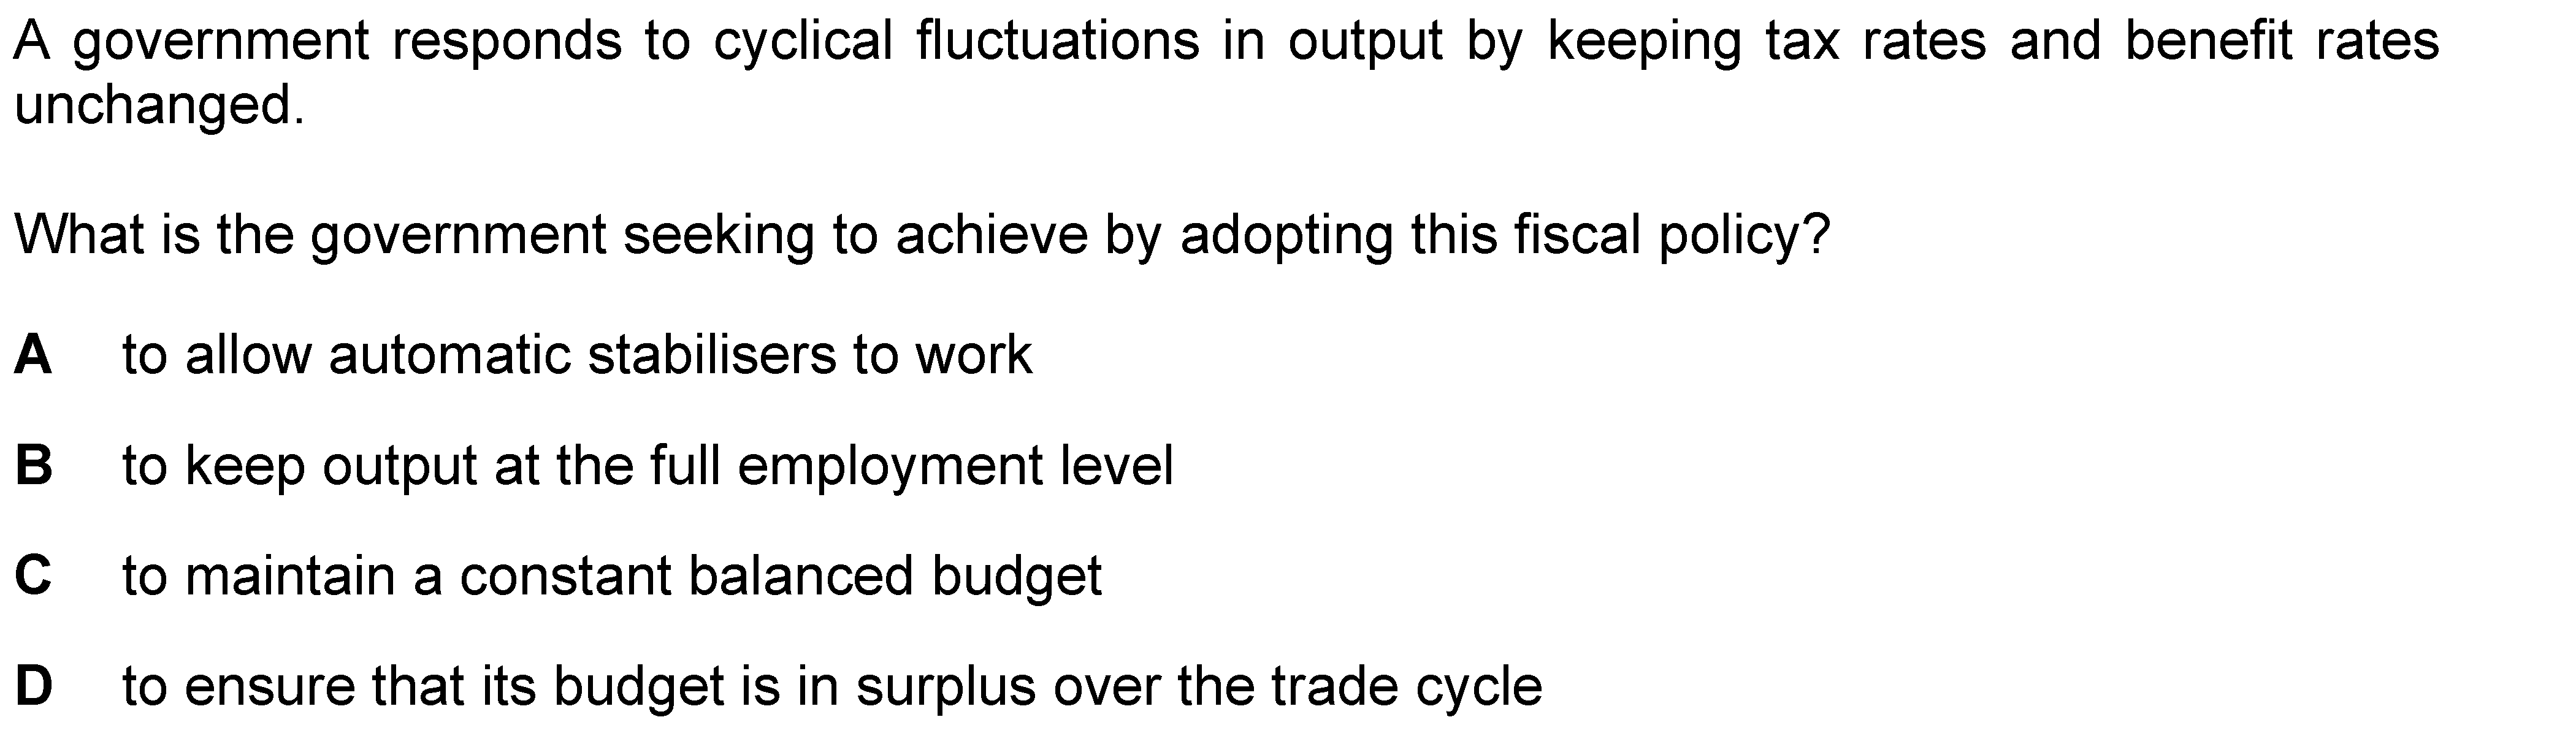 A government responds to cyclical fluctuations in output by keeping tax rates and benefit rates
unchanged.
What is the government seeking to achieve by adopting this fiscal policy?
A to allow automatic stabilisers to work
B to keep output at the full employment level
C to maintain a constant balanced budget
D to ensure that its budget is in surplus over the trade cycle